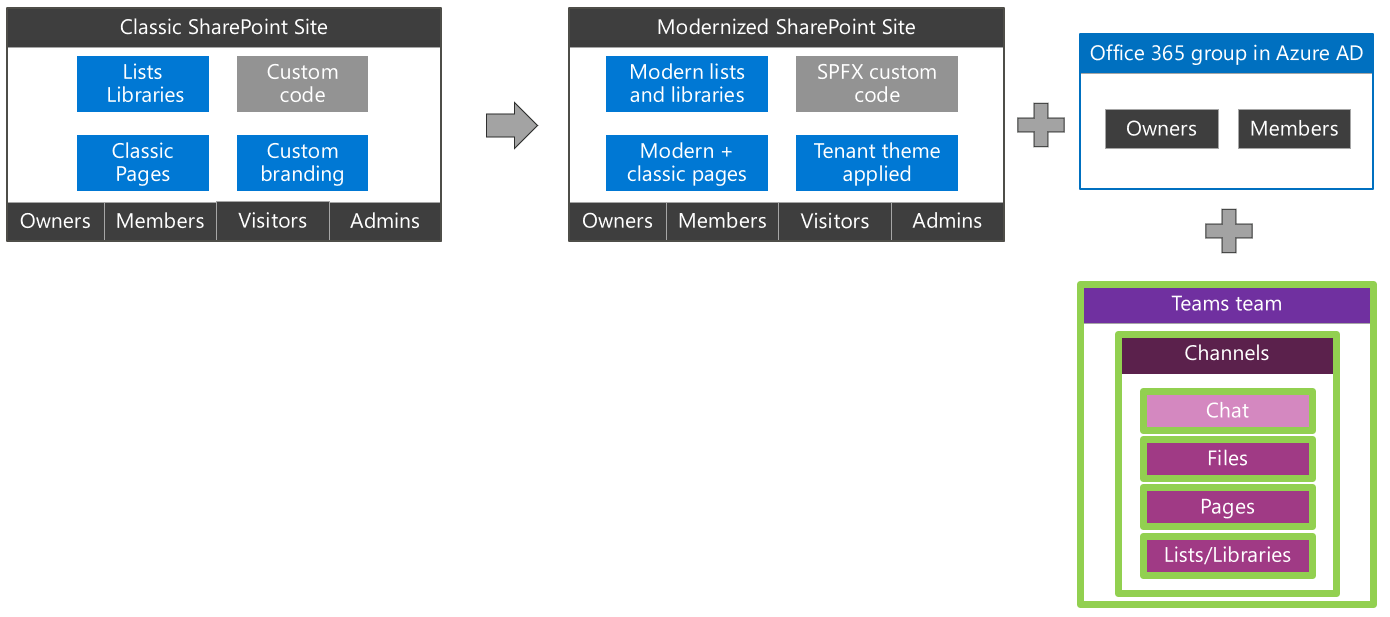 Classic SharePoint Site
Lists
Libraries
Custom
code
Classic
Pages
Custom
branding
Owners
Members
Visitors
Admins
Modernized SharePoint Site
Modern lists
and libraries
SPFX custom
code
Modern +
classic pages
Tenant theme
applied
Owners
Members
Visitors
Admins
Office 365 group in Azure AD
Owners
Members
Teams team
Channels
Chat
Files
Pages
Lists/Libraries